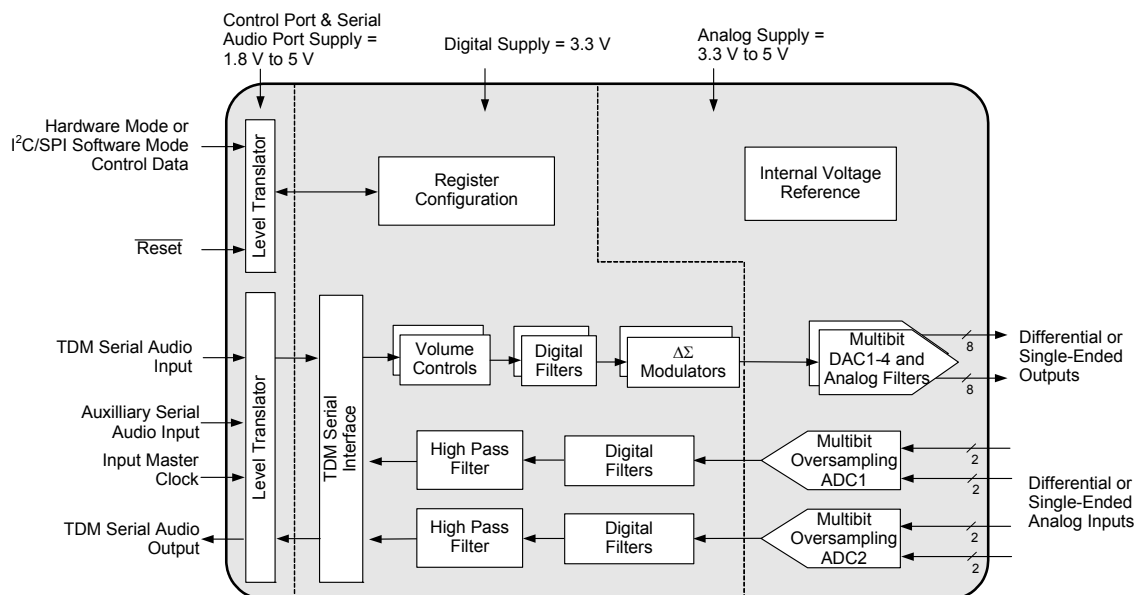 Control Port & Serial
Audio Port Supply =
1.8 V to 5 V
Digital Supply = 3.3 V
Analog Supply =
3.3 V to 5 V
Hardware Mode or
I²C/SPI Software Mode
Control Data
Reset
Level Translator
Register
Configuration
Internal Voltage
Reference
TDM Serial Audio
Input
Auxilliary Serial
Audio Input
Input Master
Clock
TDM Serial Audio
Output
Level Translator
TDM Serial
Interface
Volume
Controls
Digital
Filters
ΔΣ
Modulators
Multibit
DAC1-4 and
Analog Filters
8
8
Differential or
Single-Ended
Outputs
High Pass
Filter
Digital
Filters
Multibit
Oversampling
ADC1
2
2
High Pass
Filter
Digital
Filters
Multibit
Oversampling
ADC2
2
2
Differential or
Single-Ended
Analog Inputs